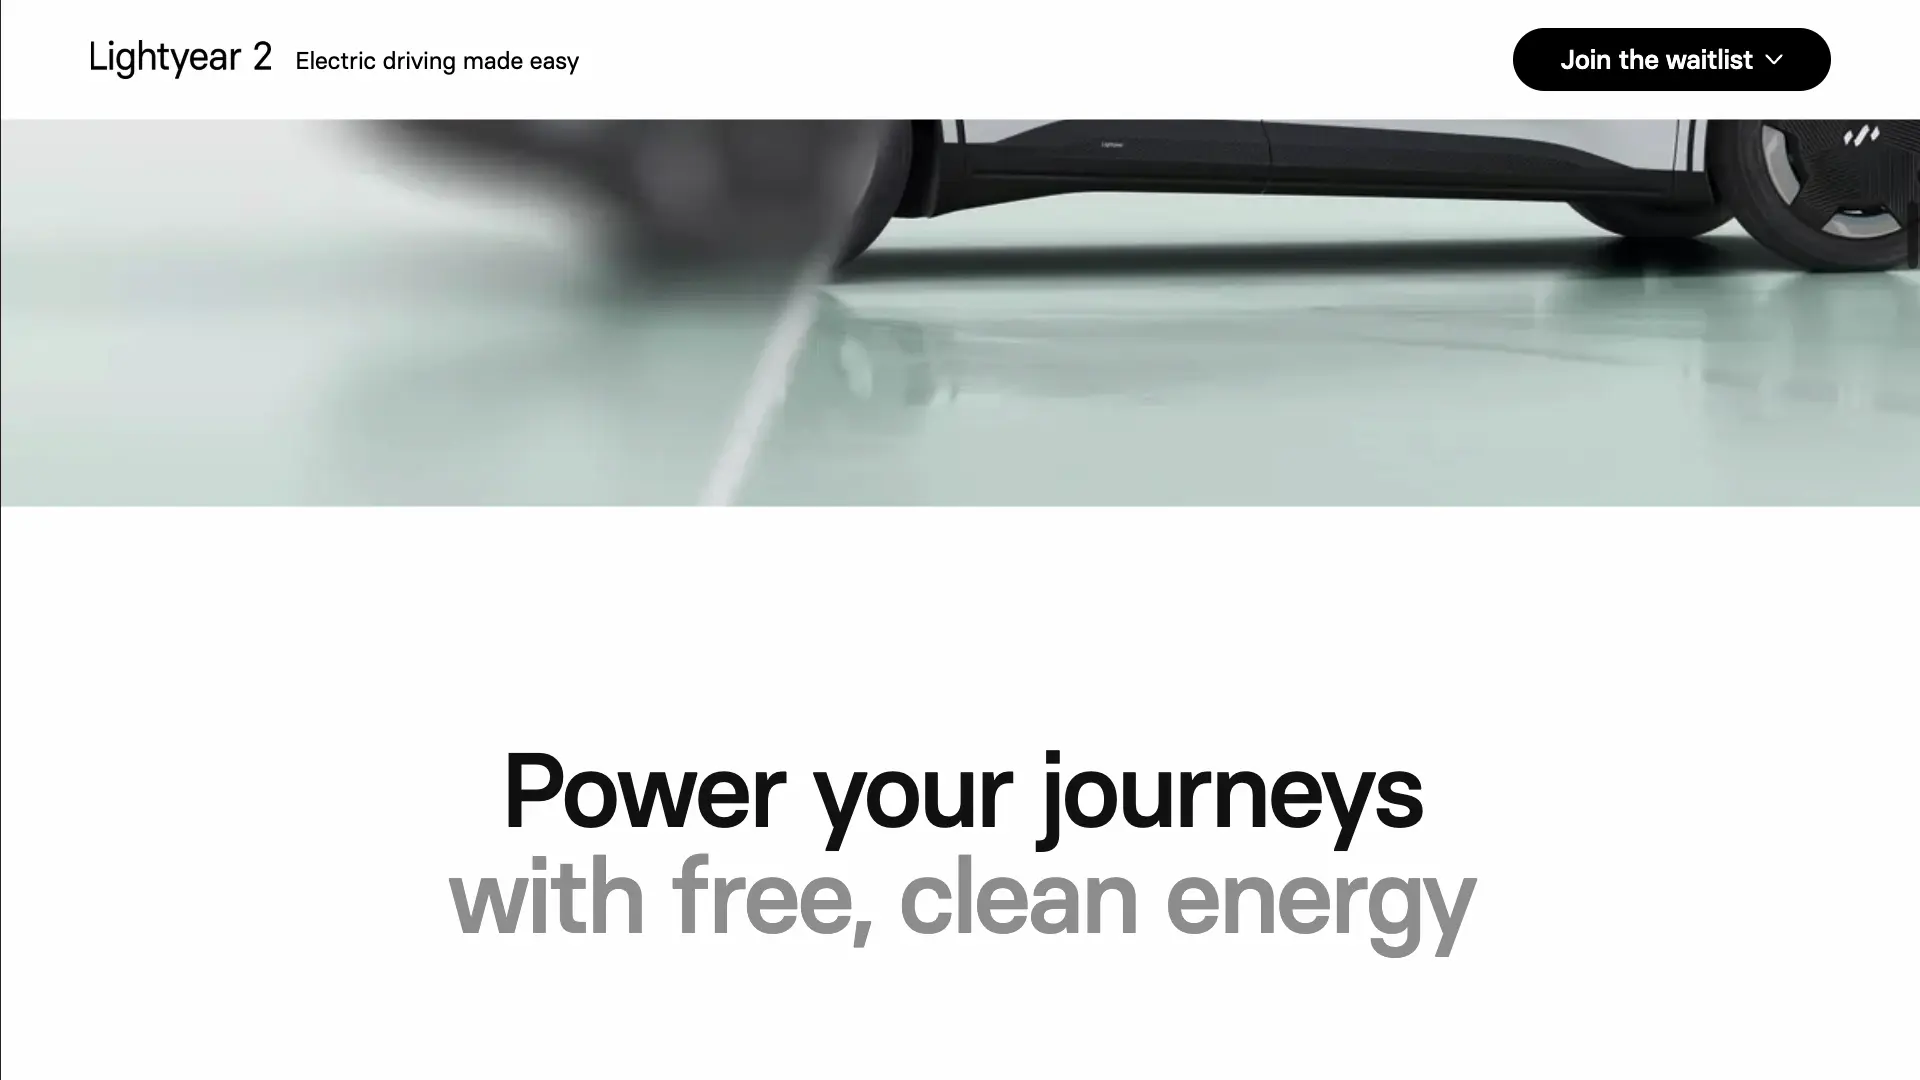 Lightyear 2
Electric driving made easy
Join the waitlist
Power your journeys
with free, clean energy